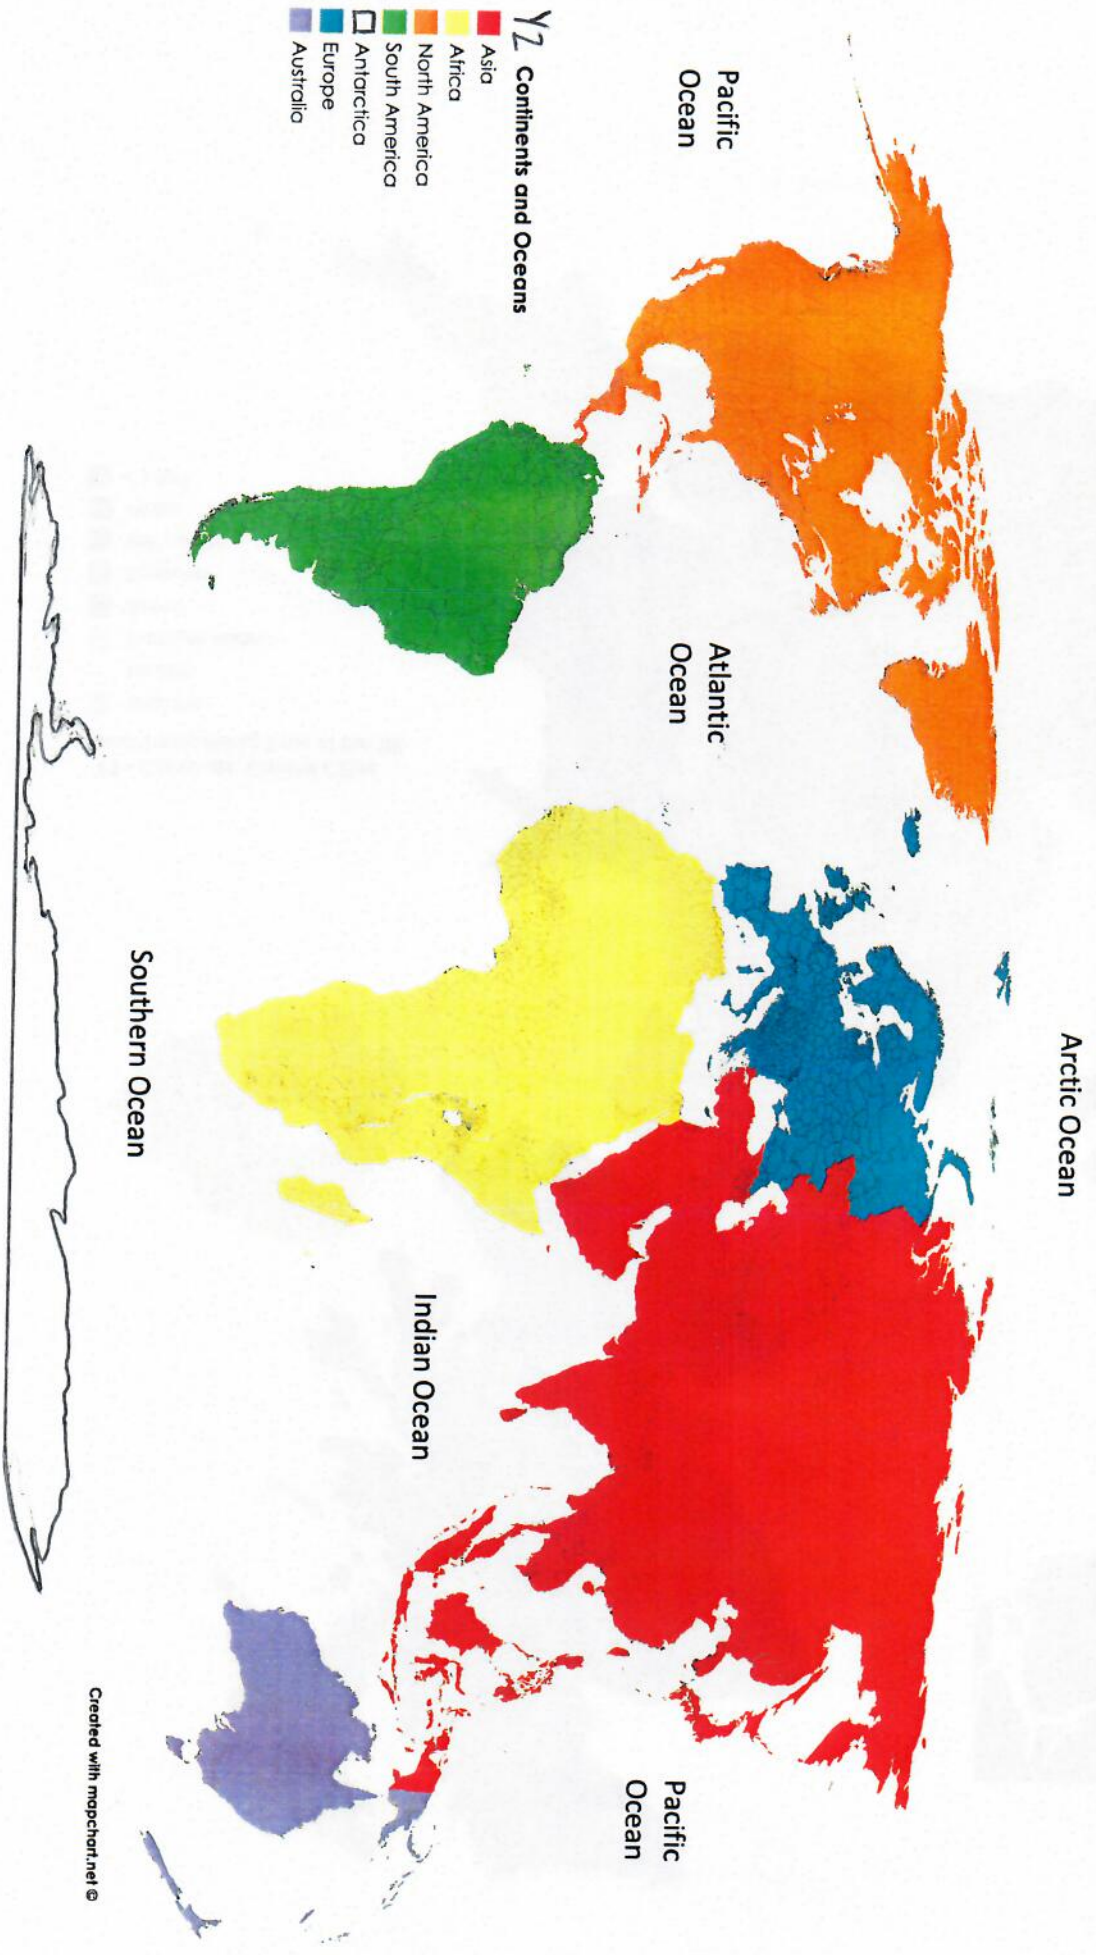 Arctic Ocean
Pacific
Ocean
Atlantic
Ocean
Pacific
Ocean
Indian Ocean
Southern Ocean
Y2 Continents and Oceans
Asia
Africa
North America
South America
Antarctica
Europe
Australia
Created with mapchart.net ©